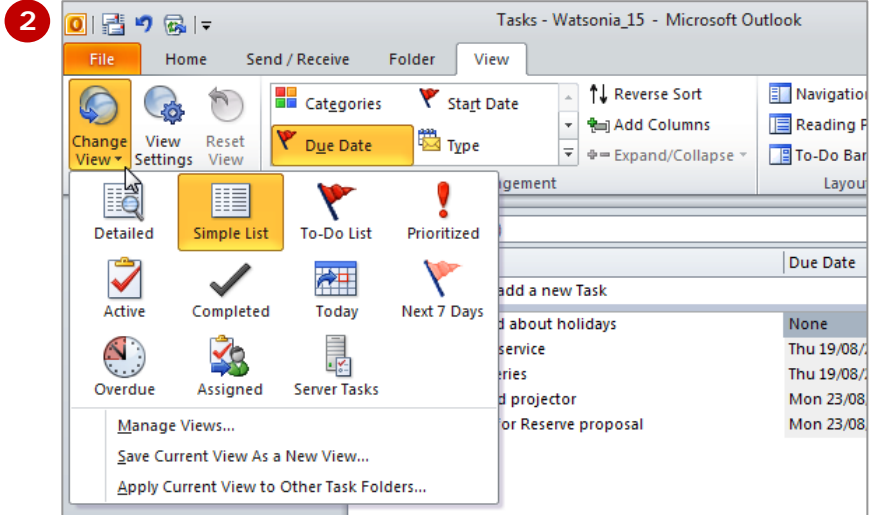 2
Tasks - Watsonia_15 - Microsoft Outlook
File Home Send / Receive Folder View
Categories Start Date Reverse Sort Navigation
Change View Reset Due Date Type Add Columns Reading P
View Settings View Expand/Collapse To-Do Bar
ngement Layou
Detailed Simple List To-Do List Prioritized
Due Date
add a new Task
Active Completed Today Next 7 Days
d about holidays None
service Thu 19/08/
eries Thu 19/08/
Overdue Assigned Server Tasks
d projector Mon 23/08
or Reserve proposal Mon 23/08
Manage Views...
Save Current View As a New View...
Apply Current View to Other Task Folders...